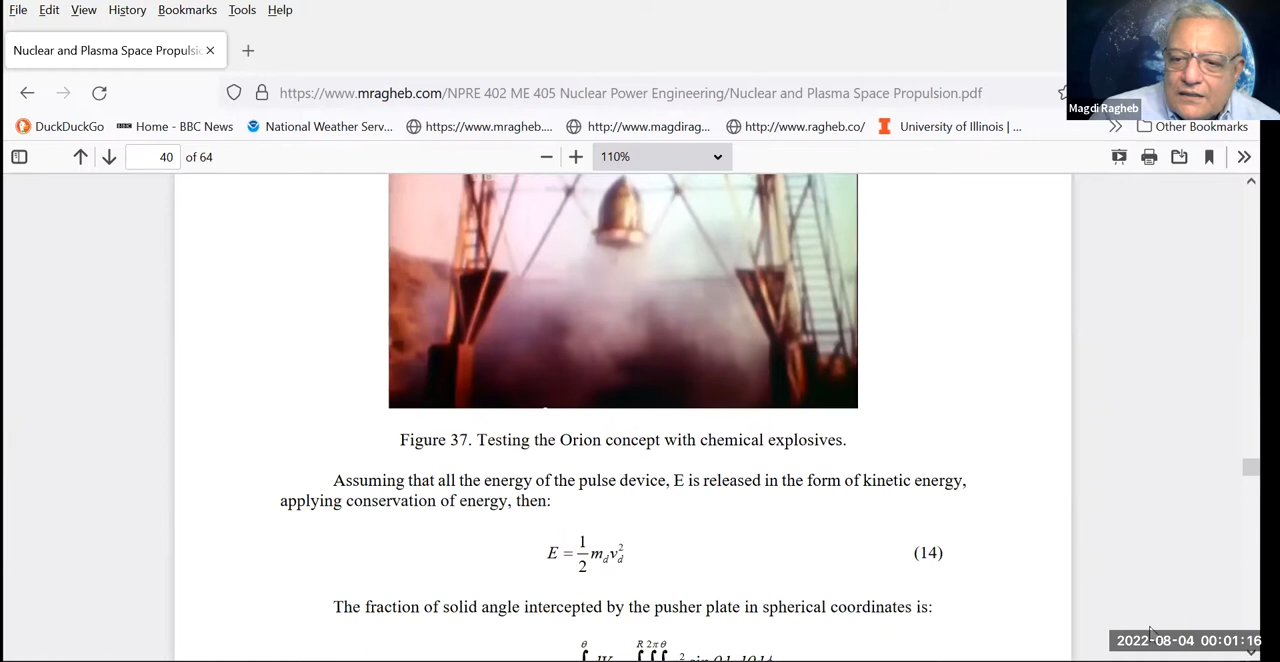 File Edit View History Bookmarks Tools Help
Nuclear and Plasma Space Propulsi
https://www.mragheb.com/NPRE 402 ME 405 Nuclear Power Engineering/Nuclear and Plasma Space Propulsion.pdf
Magdi Ragheb
DuckDuckGo Home - BBC News National Weather Serv... https://www.mragheb.... http://www.magdirag... http://www.ragheb.co/ University of Illinois | ... Other Bookmarks
40 of 64 110%
Figure 37. Testing the Orion concept with chemical explosives.
Assuming that all the energy of the pulse device, E is released in the form of kinetic energy,
applying conservation of energy, then:
E = 1/2 m_d v_d^2 (14)
The fraction of solid angle intercepted by the pusher plate in spherical coordinates is:
2022-08-04 00:01:16